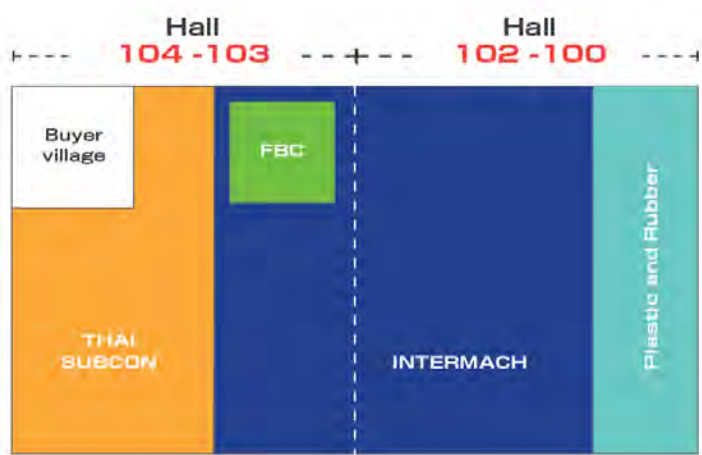 Hall
104 -103
Hall
102 -100
Buyer
village
FBC
THAI
SUBCON
INTERMACH
Plastic and Rubber